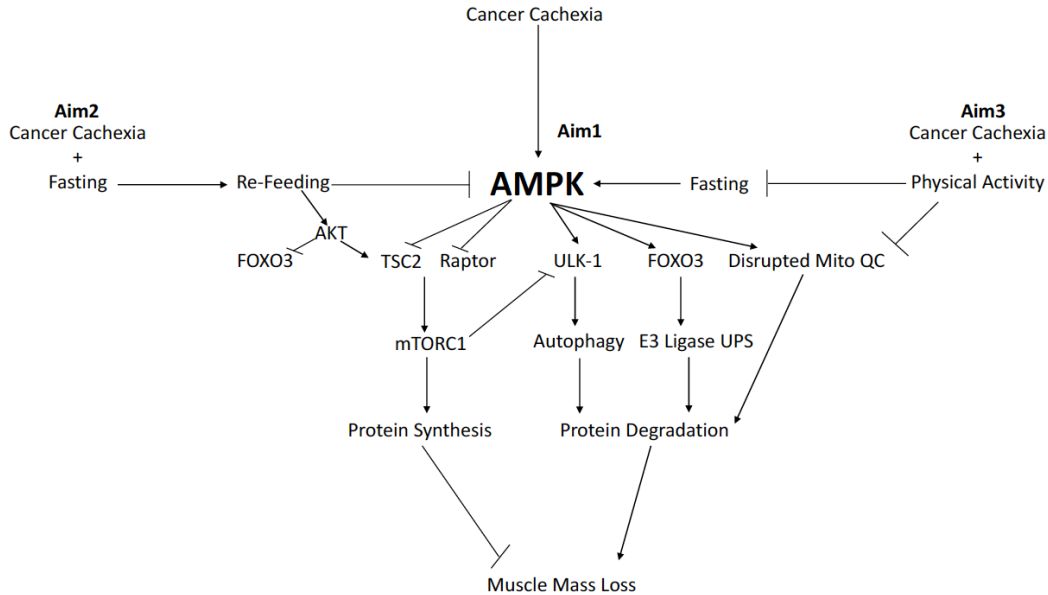 Cancer Cachexia
Aim2
Cancer Cachexia
+
Fasting
Aim1
Aim3
Cancer Cachexia
+
Physical Activity
Re-Feeding
AMPK
Fasting
AKT
FOXO3
TSC2
Raptor
ULK-1
FOXO3
Disrupted Mito QC
mTORC1
Autophagy
E3 Ligase UPS
Protein Synthesis
Protein Degradation
Muscle Mass Loss